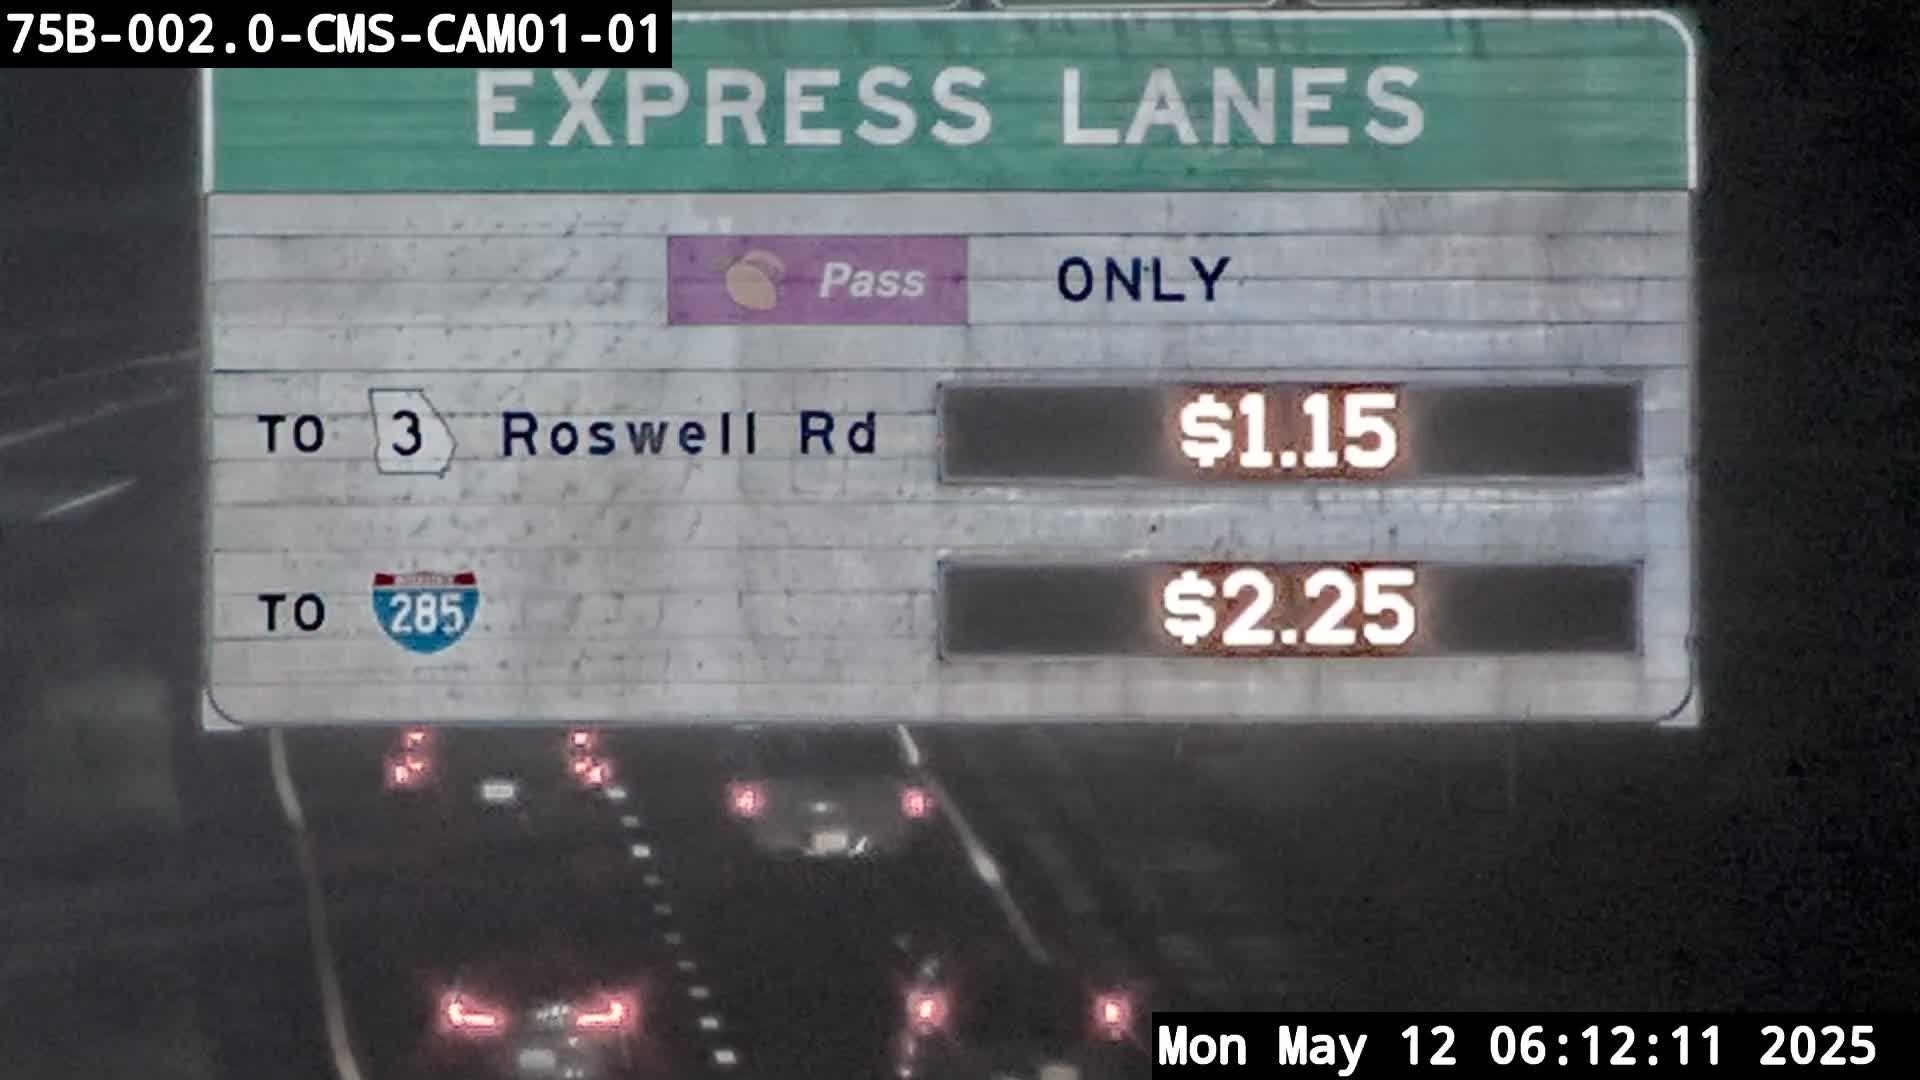 75B-002.0-CMS-CAM01-01
EXPRESS LANES
Pass ONLY
TO 3 Roswell Rd $1.15
TO 285 $2.25
Mon May 12 06:12:11 2025